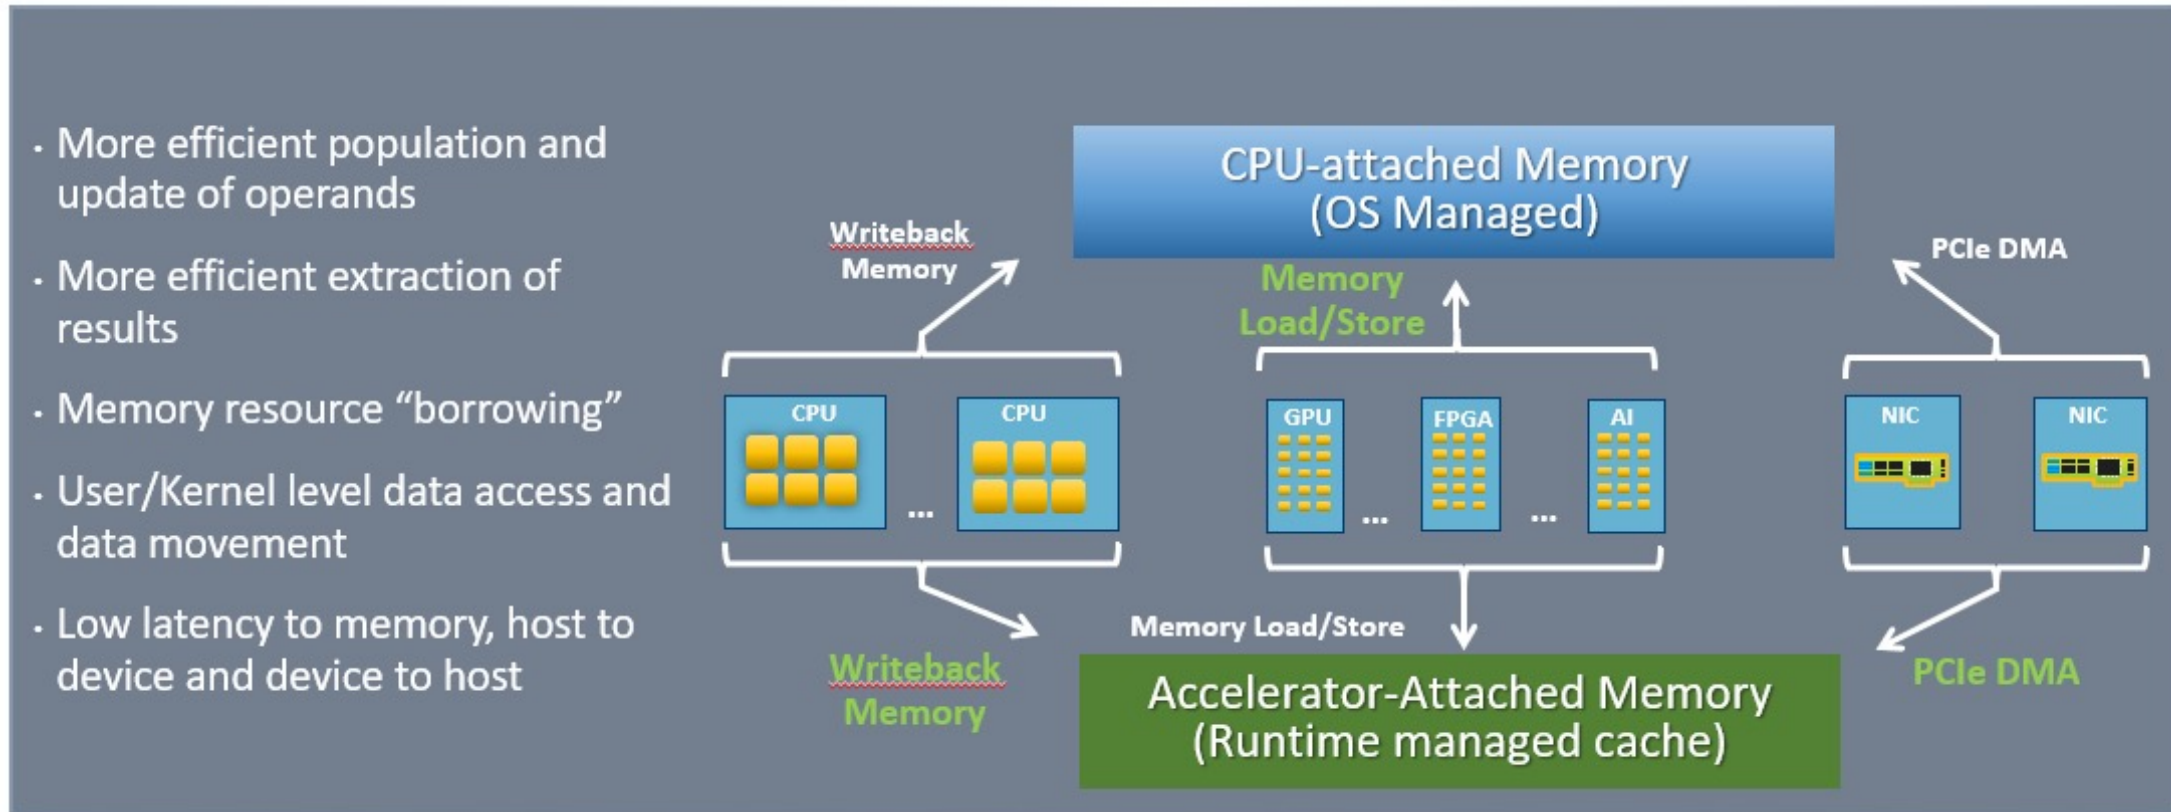 · More efficient population and
update of operands
· More efficient extraction of
results
· Memory resource “borrowing”
· User/Kernel level data access and
data movement
· Low latency to memory, host to
device and device to host
CPU-attached Memory
(OS Managed)
Writeback
Memory
Memory
Load/Store
PCIe DMA
CPU
...
CPU
GPU
...
FPGA
...
AI
NIC
NIC
Writeback
Memory
Memory Load/Store
PCIe DMA
Accelerator-Attached Memory
(Runtime managed cache)